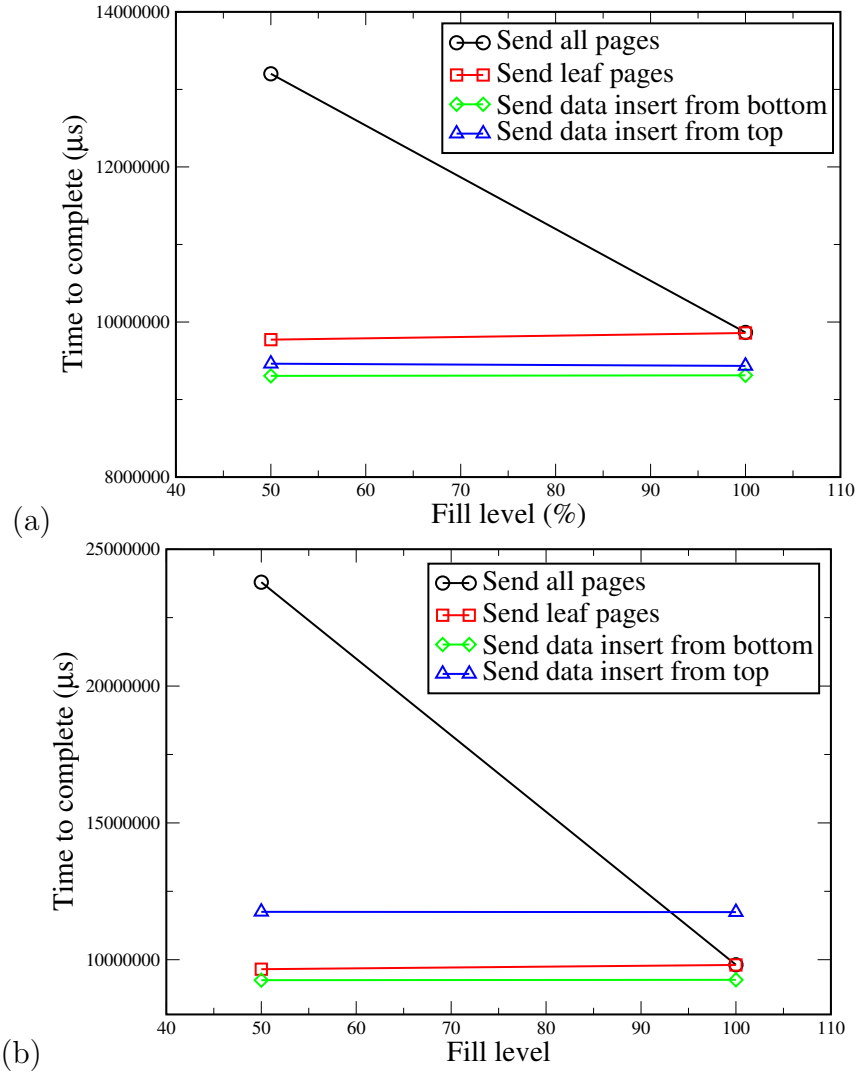 14000000
Send all pages
Send leaf pages
Send data insert from bottom
Send data insert from top
12000000
10000000
8000000
Time to complete (μs)
40 50 60 70 80 90 100 110
Fill level (%)
(a)
25000000
Send all pages
Send leaf pages
Send data insert from bottom
Send data insert from top
20000000
15000000
10000000
Time to complete (μs)
40 50 60 70 80 90 100 110
Fill level
(b)